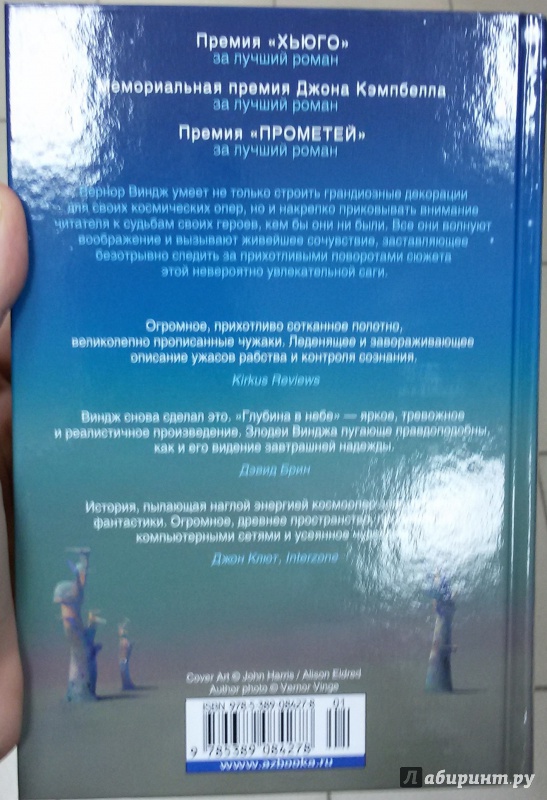 Премия «ХЬЮГО»
за лучший роман
Мемориальная премия Джона Кэмпбелла
за лучший роман
Премия «ПРОМЕТЕЙ»
за лучший роман
Вернор Виндж умеет не только строить грандиозные декорации
для своих космических опер, но и накрепко приковывать внимание
читателя к судьбам своих героев, кем бы они ни были. Все они волнуют
воображение и вызывают живейшее сочувствие, заставляющее
безотрывно следить за прихотливыми поворотами сюжета
этой невероятно увлекательной саги.
Огромное, прихотливо сотканное полотно,
великолепно прописанные чужаки. Леденящее и завораживающее
описание ужасов рабства и контроля сознания.
Kirkus Reviews
Виндж снова сделал это. «Глубина в небе» — яркое, тревожное
и реалистичное произведение. Злодеи Винджа пугающе правдоподобны,
как и его видение завтрашней надежды.
Дэвид Брин
История, пылающая наглой энергией
фантастики. Огромное, древнее пространство,
компьютерными сетями и усеянное
Джон Клют, Interzone
Cover Art © John Harris / Alison Eldred
Author photo © Vernor Vinge
ISBN 978-5-389-08427-8
01
9 785389 084278
www.azbooka.ru
Лабиринт.ру